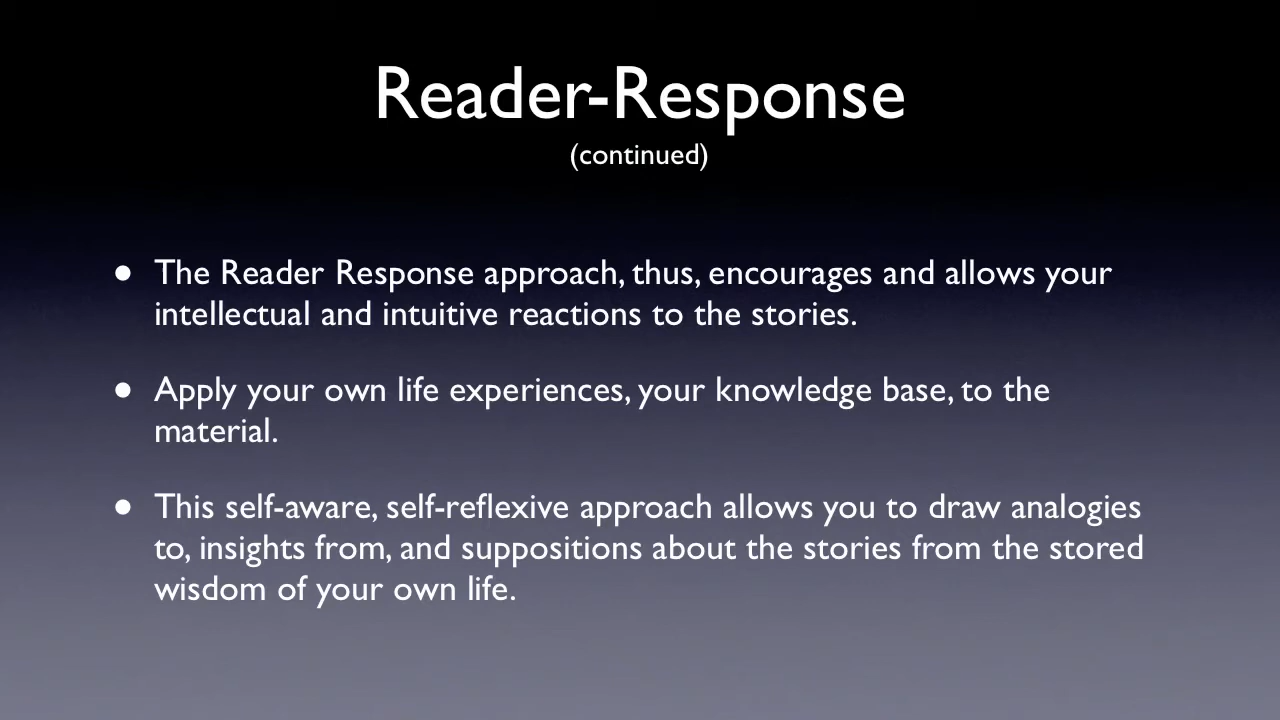 Reader-Response
(continued)
• The Reader Response approach, thus, encourages and allows your
intellectual and intuitive reactions to the stories.
• Apply your own life experiences, your knowledge base, to the
material.
• This self-aware, self-reflexive approach allows you to draw analogies
to, insights from, and suppositions about the stories from the stored
wisdom of your own life.